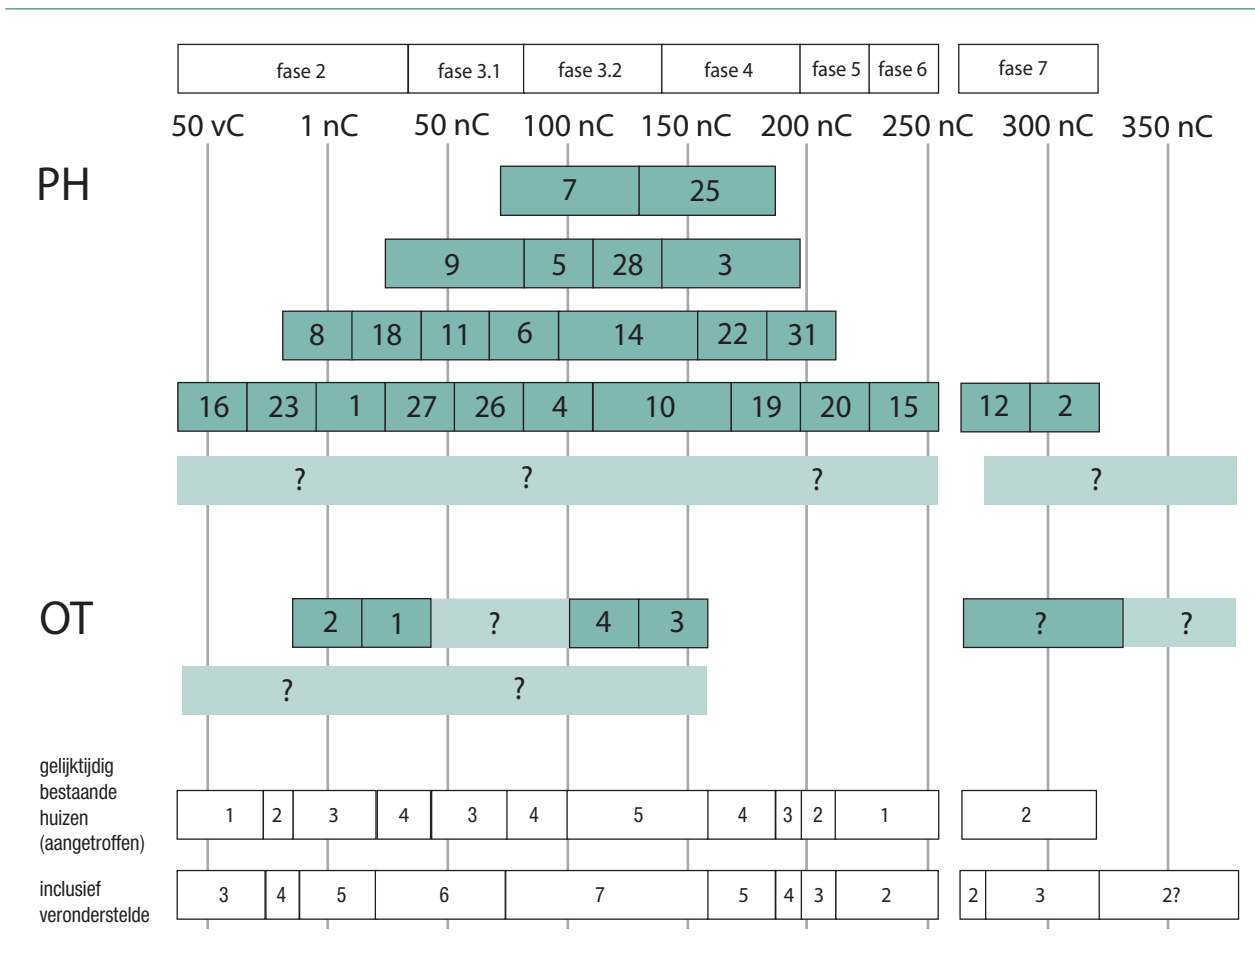 fase 2 fase 3.1 fase 3.2 fase 4 fase 5 fase 6 fase 7
50 vC 1 nC 50 nC 100 nC 150 nC 200 nC 250 nC 300 nC 350 nC
PH
7 25
9 5 28 3
8 18 11 6 14 22 31
16 23 1 27 26 4 10 19 20 15 12 2
? ? ? ?
OT
2 1 ? 4 3 ? ?
? ?
gelijktijdig
bestaande
huizen
(aangetroffen)
1 2 3 4 3 4 5 4 3 2 1 2
inclusief
veronderstelde
3 4 5 6 7 5 4 3 2 2 3 2?